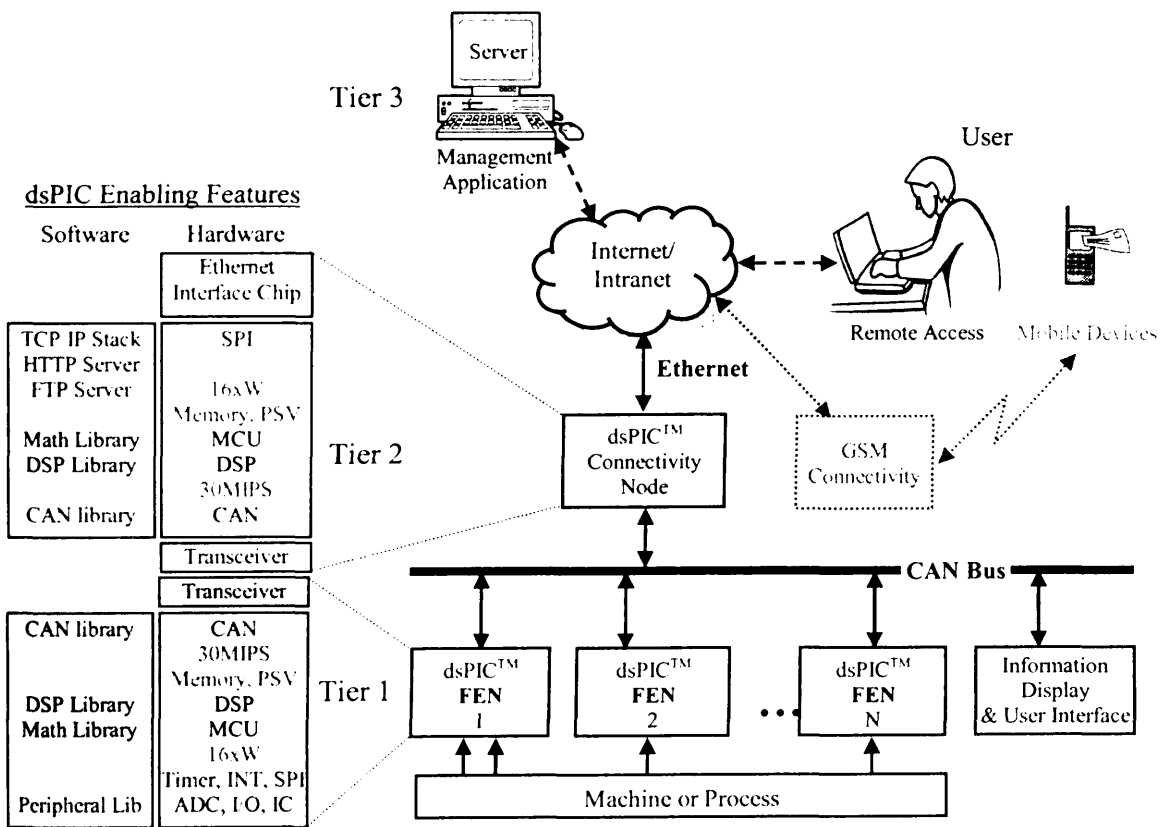 Server
Tier 3
Management
Application
User
Internet/
Intranet
Remote Access
Mobile Devices
Ethernet
dsPIC™
Connectivity
Node
GSM
Connectivity
Tier 2
CAN Bus
Tier 1
dsPIC™
FEN
1
dsPIC™
FEN
2
•••
dsPIC™
FEN
N
Information
Display
& User Interface
Machine or Process
dsPIC Enabling Features
Software Hardware
Ethernet
Interface Chip
TCP IP Stack SPI
HTTP Server
FTP Server 16xW
Memory, PSV
Math Library MCU
DSP Library DSP
30MIPS
CAN library CAN
Transceiver
Transceiver
CAN library CAN
30MIPS
Memory, PSV
DSP Library DSP
Math Library MCU
16xW
Timer, INT, SPI
Peripheral Lib ADC, I/O, IC